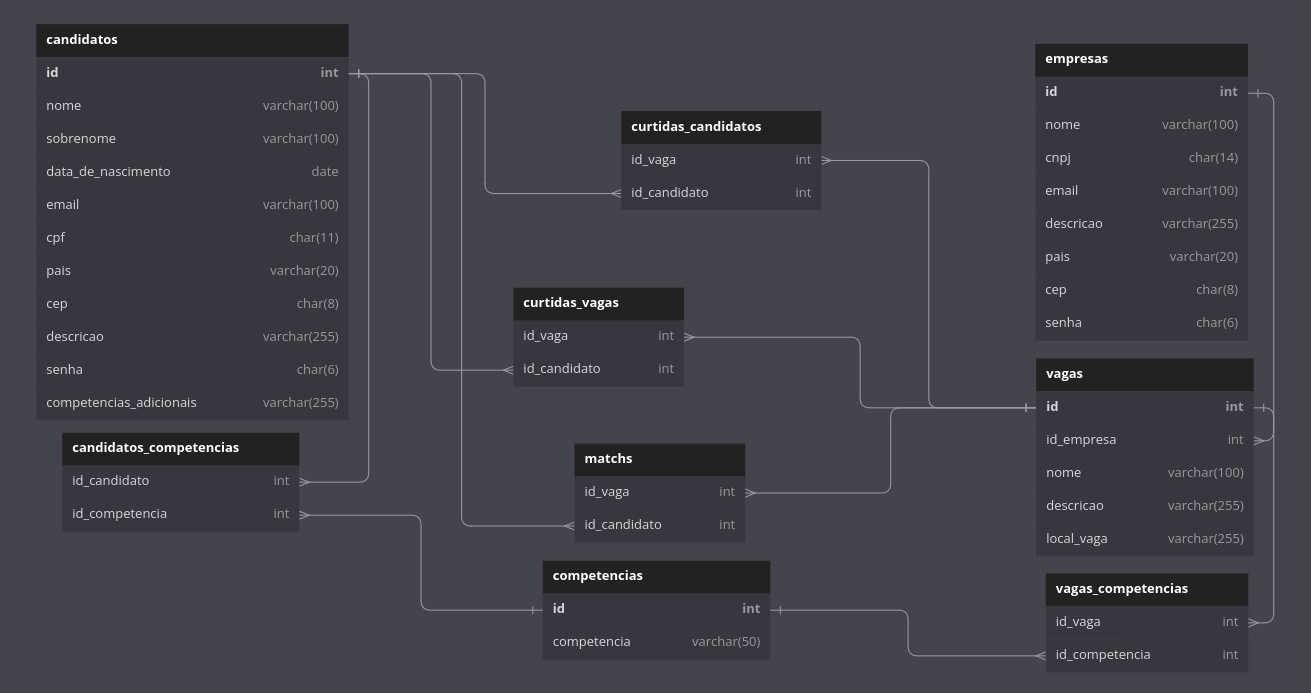 candidatos
id int
nome varchar(100)
sobrenome varchar(100)
data_de_nascimento date
email varchar(100)
cpf char(11)
pais varchar(20)
cep char(8)
descricao varchar(255)
senha char(6)
competencias_adicionais varchar(255)
candidatos_competencias
id_candidato int
id_competencia int
curtidas_candidatos
id_vaga int
id_candidato int
curtidas_vagas
id_vaga int
id_candidato int
matchs
id_vaga int
id_candidato int
competencias
id int
competencia varchar(50)
empresas
id int
nome varchar(100)
cnpj char(14)
email varchar(100)
descricao varchar(255)
pais varchar(20)
cep char(8)
senha char(6)
vagas
id int
id_empresa int
nome varchar(100)
descricao varchar(255)
local_vaga varchar(255)
vagas_competencias
id_vaga int
id_competencia int